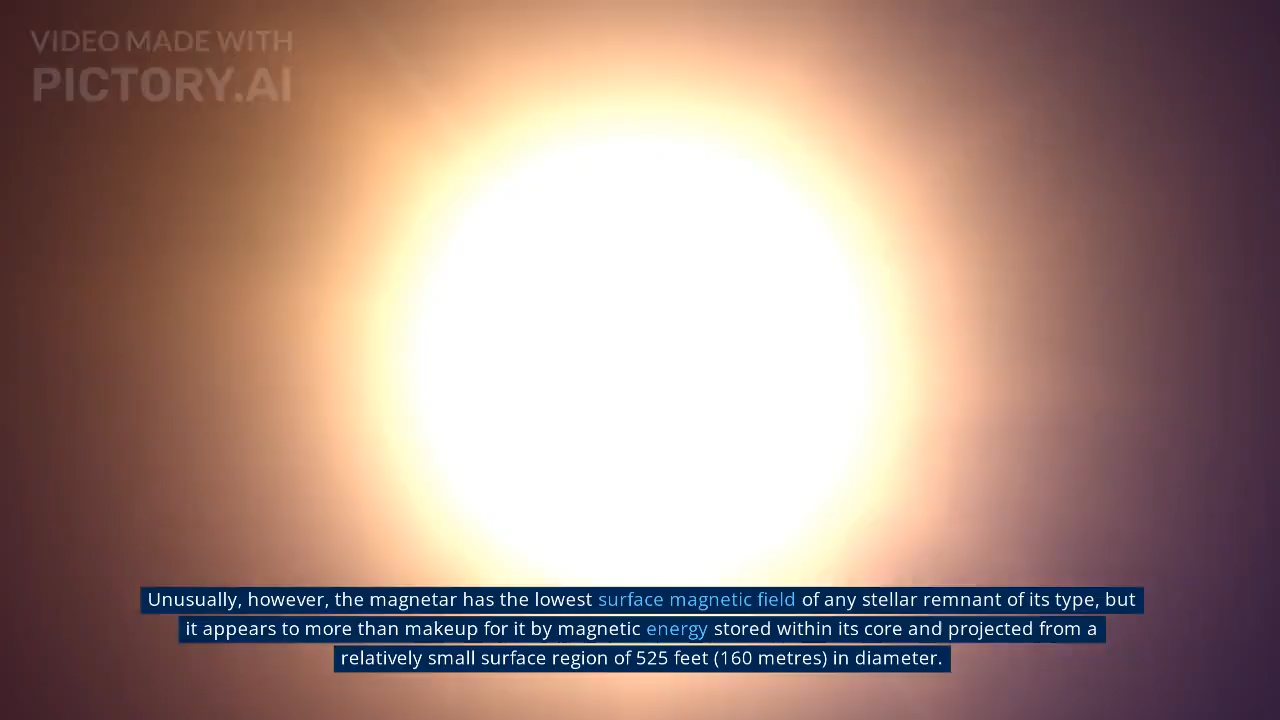 VIDEO MADE WITH
PICTORY.AI
Unusually, however, the magnetar has the lowest surface magnetic field of any stellar remnant of its type, but
it appears to more than makeup for it by magnetic energy stored within its core and projected from a
relatively small surface region of 525 feet (160 metres) in diameter.